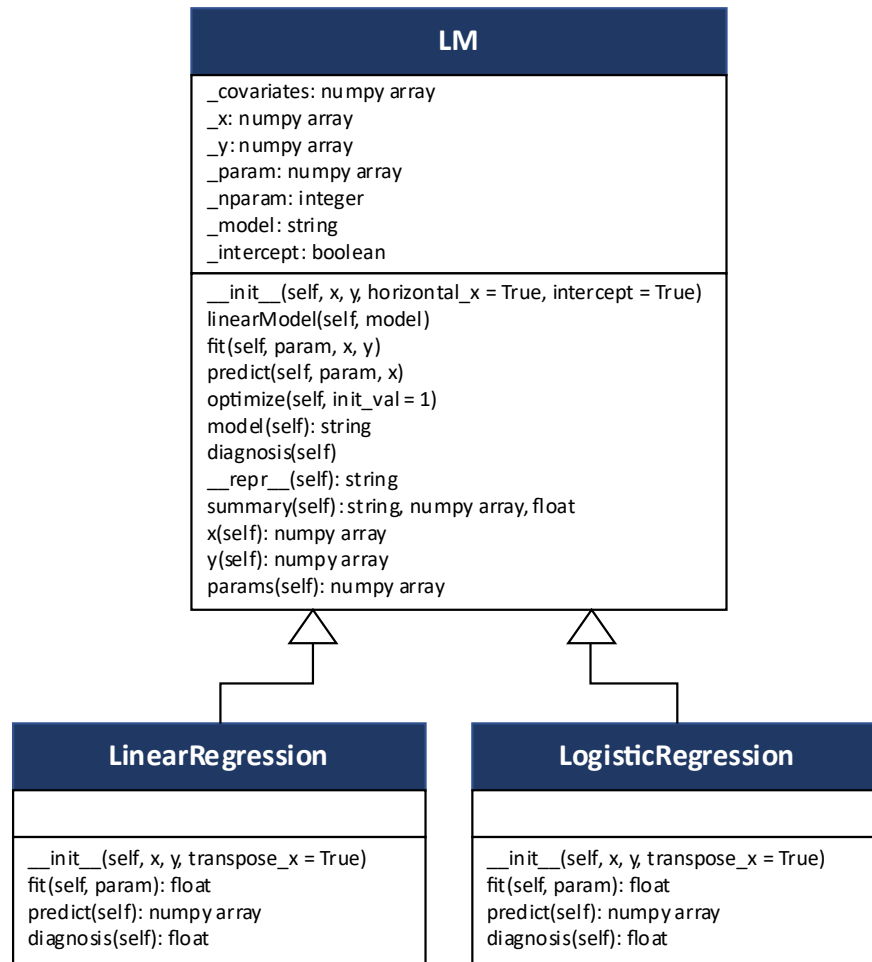 LM
_covariates: numpy array
_x: numpy array
_y: numpy array
_param: numpy array
_nparam: integer
_model: string
_intercept: boolean
__init__(self, x, y, horizontal_x = True, intercept = True)
linearModel(self, model)
fit(self, param, x, y)
predict(self, param, x)
optimize(self, init_val = 1)
model(self): string
diagnosis(self)
__repr__(self): string
summary(self): string, numpy array, float
x(self): numpy array
y(self): numpy array
params(self): numpy array
LinearRegression
__init__(self, x, y, transpose_x = True)
fit(self, param): float
predict(self): numpy array
diagnosis(self): float
LogisticRegression
__init__(self, x, y, transpose_x = True)
fit(self, param): float
predict(self): numpy array
diagnosis(self): float